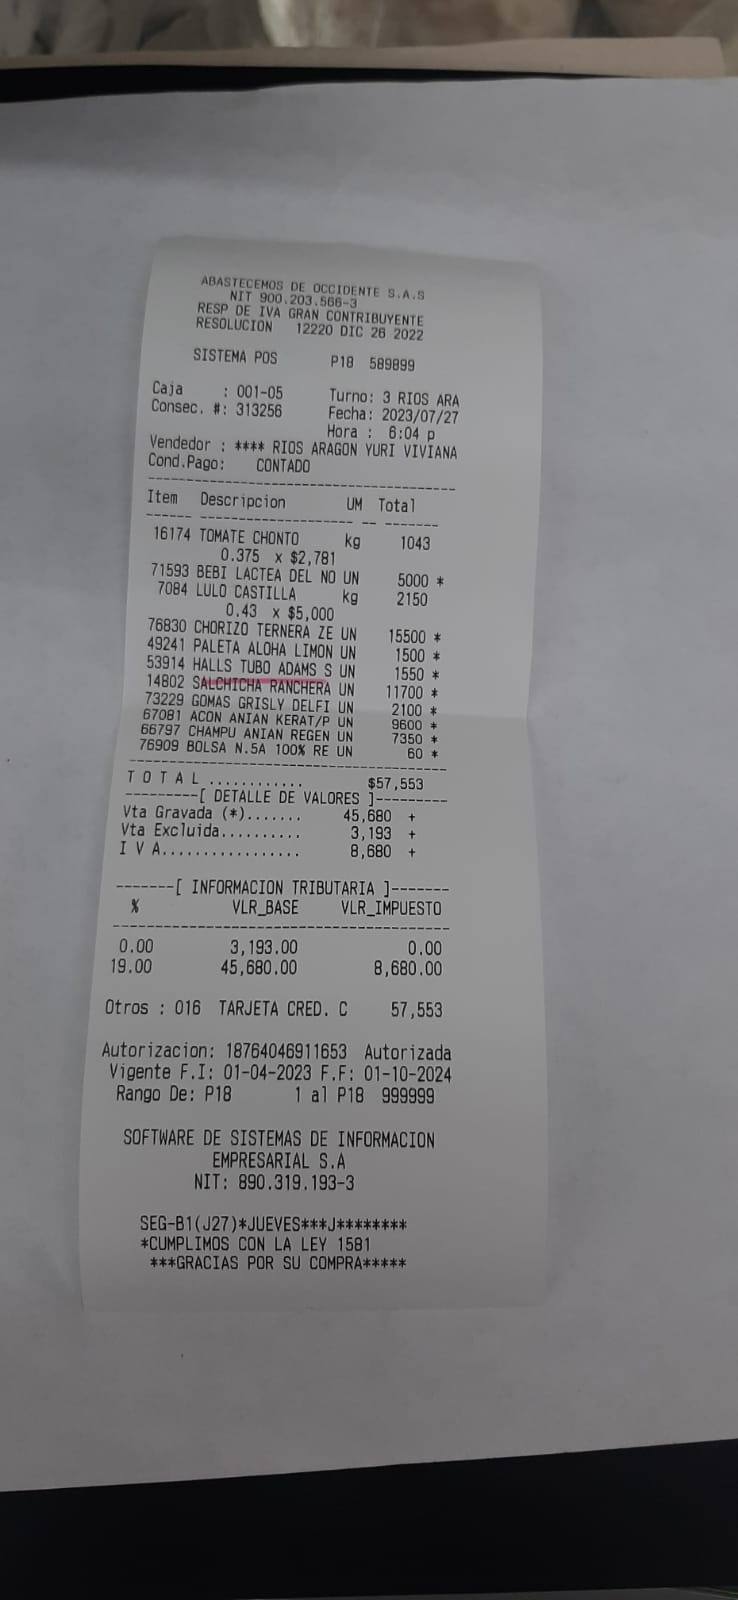 ABASTECEMOS DE OCCIDENTE S.A.S
NIT 900.203.566-3
RESP DE IVA GRAN CONTRIBUYENTE
RESOLUCION 12220 DIC 26 2022
SISTEMA POS P18 589899
Caja : 001-05 Turno: 3 RIOS ARA
Consec. #: 313256 Fecha: 2023/07/27
Hora : 6:04 p
Vendedor : **** RIOS ARAGON YURI VIVIANA
Cond.Pago: CONTADO
Item Descripcion UM Total
16174 TOMATE CHONTO kg 1043
0.375 x $2,781
71593 BEBI LACTEA DEL NO UN 5000 *
7084 LULO CASTILLA kg 2150
0.43 x $5,000
76830 CHORIZO TERNERA ZE UN 15500 *
49241 PALETA ALOHA LIMON UN 1500 *
53914 HALLS TUBO ADAMS S UN 1550 *
14802 SALCHICHA RANCHERA UN 11700 *
73229 GOMAS GRISLY DELFI UN 2100 *
67081 ACON ANIAN KERAT/P UN 9600 *
66797 CHAMPU ANIAN REGEN UN 7350 *
76909 BOLSA N.5A 100% RE UN 60 *
T O T A L ............ $57,553
---------[ DETALLE DE VALORES ]---------
Vta Gravada (*)....... 45,680 +
Vta Excluida.......... 3,193 +
I V A................. 8,680 +
-------[ INFORMACION TRIBUTARIA ]-------
% VLR_BASE VLR_IMPUESTO
0.00 3,193.00 0.00
19.00 45,680.00 8,680.00
Otros : 016 TARJETA CRED. C 57,553
Autorizacion: 18764046911653 Autorizada
Vigente F.I: 01-04-2023 F.F: 01-10-2024
Rango De: P18 1 al P18 999999
SOFTWARE DE SISTEMAS DE INFORMACION
EMPRESARIAL S.A
NIT: 890.319.193-3
SEG-B1(J27)*JUEVES***J********
*CUMPLIMOS CON LA LEY 1581
***GRACIAS POR SU COMPRA*****